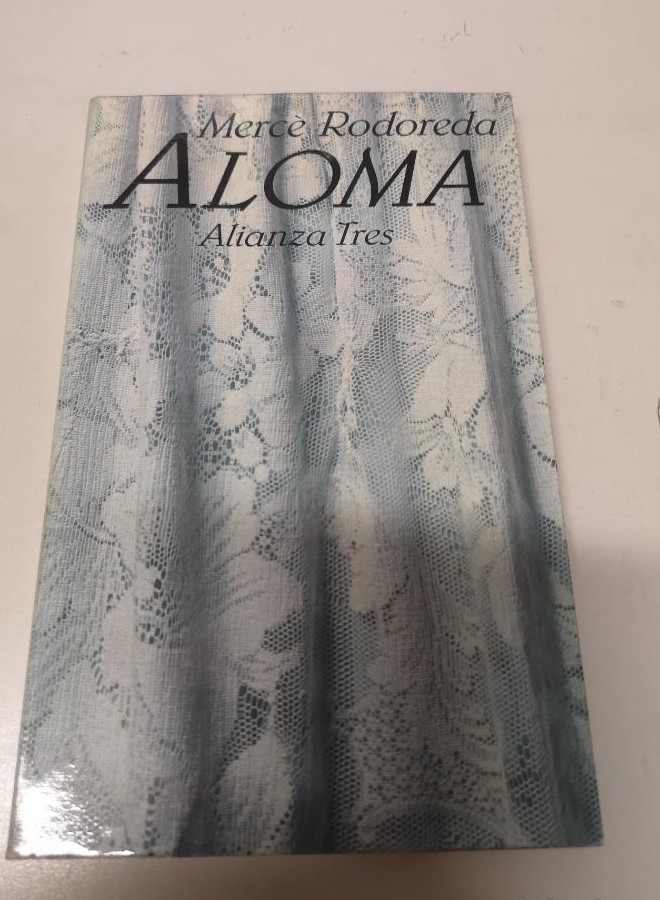 Mercè Rodoreda
ALOMA
Alianza Tres